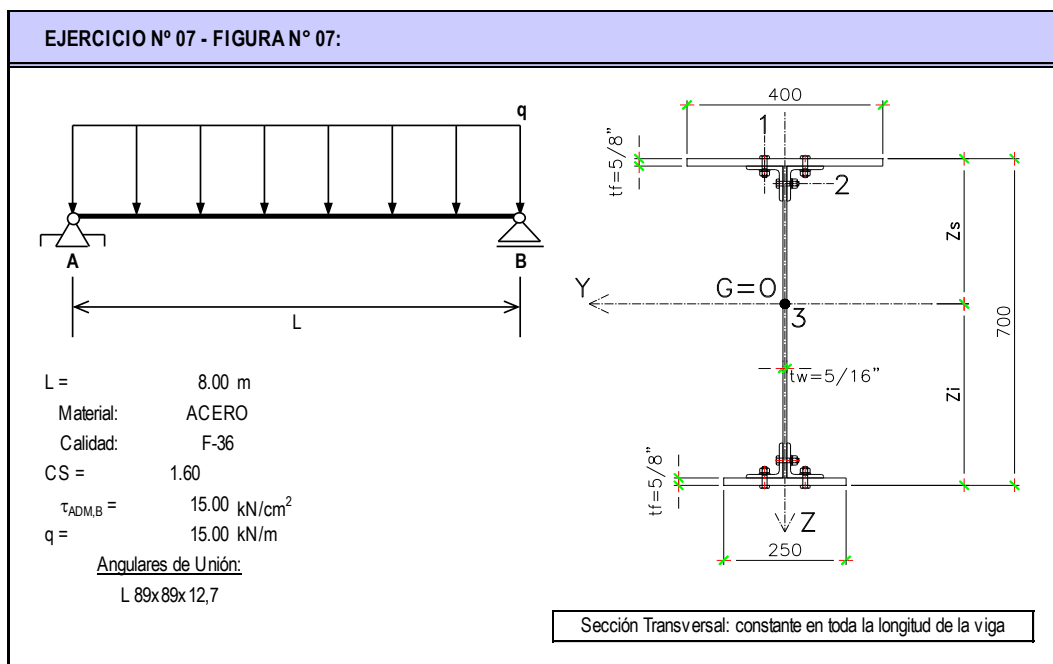 EJERCICIO Nº 07 - FIGURA N° 07:
q
A
B
L
L = 8.00 m
Material: ACERO
Calidad: F-36
CS = 1.60
τADM,B = 15.00 kN/cm²
q = 15.00 kN/m
Angulares de Unión:
L 89x89x12,7
400
1
tf=5/8"
2
Zs
Y
G=O
3
700
tw=5/16"
Zi
tf=5/8"
Z
250
Sección Transversal: constante en toda la longitud de la viga